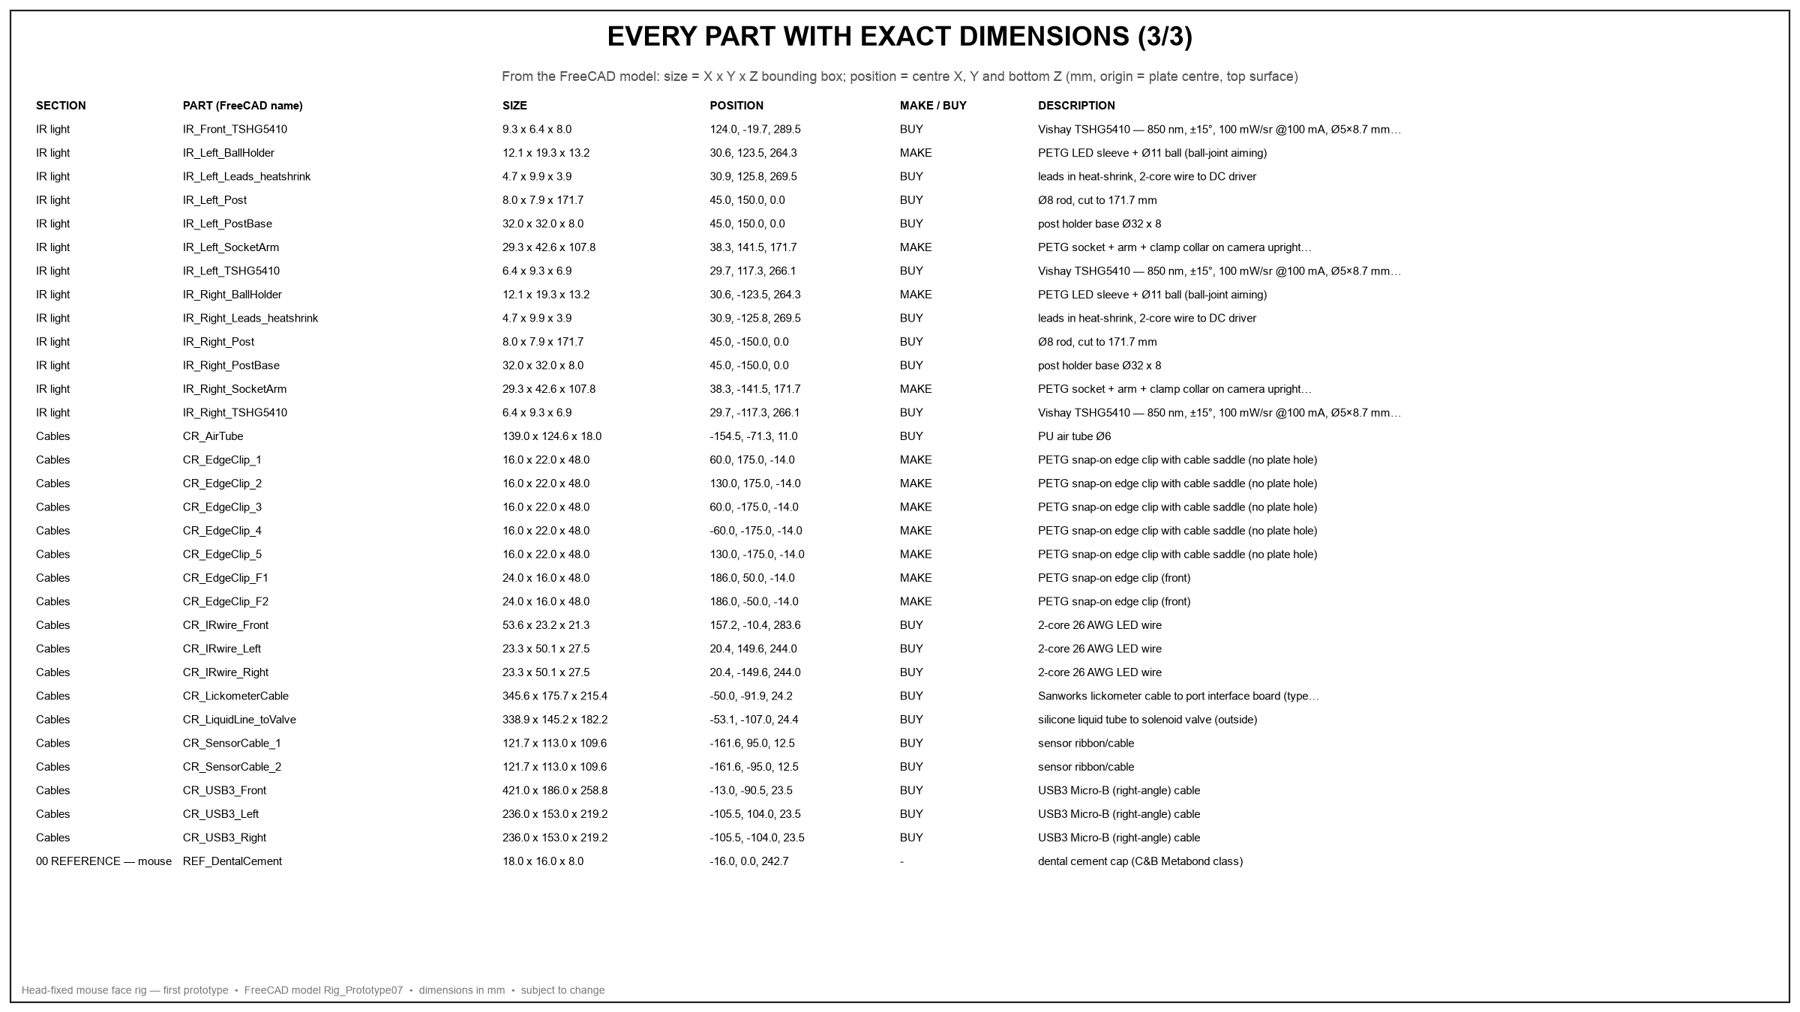 EVERY PART WITH EXACT DIMENSIONS (3/3)
From the FreeCAD model: size = X x Y x Z bounding box; position = centre X, Y and bottom Z (mm, origin = plate centre, top surface)
SECTION PART (FreeCAD name) SIZE POSITION MAKE / BUY DESCRIPTION
IR light IR_Front_TSHG5410 9.3 x 6.4 x 8.0 124.0, -19.7, 289.5 BUY Vishay TSHG5410 — 850 nm, ±15°, 100 mW/sr @100 mA, Ø5×8.7 mm…
IR light IR_Left_BallHolder 12.1 x 19.3 x 13.2 30.6, 123.5, 264.3 MAKE PETG LED sleeve + Ø11 ball (ball-joint aiming)
IR light IR_Left_Leads_heatshrink 4.7 x 9.9 x 3.9 30.9, 125.8, 269.5 BUY leads in heat-shrink, 2-core wire to DC driver
IR light IR_Left_Post 8.0 x 7.9 x 171.7 45.0, 150.0, 0.0 BUY Ø8 rod, cut to 171.7 mm
IR light IR_Left_PostBase 32.0 x 32.0 x 8.0 45.0, 150.0, 0.0 BUY post holder base Ø32 x 8
IR light IR_Left_SocketArm 29.3 x 42.6 x 107.8 38.3, 141.5, 171.7 MAKE PETG socket + arm + clamp collar on camera upright…
IR light IR_Left_TSHG5410 6.4 x 9.3 x 6.9 29.7, 117.3, 266.1 BUY Vishay TSHG5410 — 850 nm, ±15°, 100 mW/sr @100 mA, Ø5×8.7 mm…
IR light IR_Right_BallHolder 12.1 x 19.3 x 13.2 30.6, -123.5, 264.3 MAKE PETG LED sleeve + Ø11 ball (ball-joint aiming)
IR light IR_Right_Leads_heatshrink 4.7 x 9.9 x 3.9 30.9, -125.8, 269.5 BUY leads in heat-shrink, 2-core wire to DC driver
IR light IR_Right_Post 8.0 x 7.9 x 171.7 45.0, -150.0, 0.0 BUY Ø8 rod, cut to 171.7 mm
IR light IR_Right_PostBase 32.0 x 32.0 x 8.0 45.0, -150.0, 0.0 BUY post holder base Ø32 x 8
IR light IR_Right_SocketArm 29.3 x 42.6 x 107.8 38.3, -141.5, 171.7 MAKE PETG socket + arm + clamp collar on camera upright…
IR light IR_Right_TSHG5410 6.4 x 9.3 x 6.9 29.7, -117.3, 266.1 BUY Vishay TSHG5410 — 850 nm, ±15°, 100 mW/sr @100 mA, Ø5×8.7 mm…
Cables CR_AirTube 139.0 x 124.6 x 18.0 -154.5, -71.3, 11.0 BUY PU air tube Ø6
Cables CR_EdgeClip_1 16.0 x 22.0 x 48.0 60.0, 175.0, -14.0 MAKE PETG snap-on edge clip with cable saddle (no plate hole)
Cables CR_EdgeClip_2 16.0 x 22.0 x 48.0 130.0, 175.0, -14.0 MAKE PETG snap-on edge clip with cable saddle (no plate hole)
Cables CR_EdgeClip_3 16.0 x 22.0 x 48.0 60.0, -175.0, -14.0 MAKE PETG snap-on edge clip with cable saddle (no plate hole)
Cables CR_EdgeClip_4 16.0 x 22.0 x 48.0 -60.0, -175.0, -14.0 MAKE PETG snap-on edge clip with cable saddle (no plate hole)
Cables CR_EdgeClip_5 16.0 x 22.0 x 48.0 130.0, -175.0, -14.0 MAKE PETG snap-on edge clip with cable saddle (no plate hole)
Cables CR_EdgeClip_F1 24.0 x 16.0 x 48.0 186.0, 50.0, -14.0 MAKE PETG snap-on edge clip (front)
Cables CR_EdgeClip_F2 24.0 x 16.0 x 48.0 186.0, -50.0, -14.0 MAKE PETG snap-on edge clip (front)
Cables CR_IRwire_Front 53.6 x 23.2 x 21.3 157.2, -10.4, 283.6 BUY 2-core 26 AWG LED wire
Cables CR_IRwire_Left 23.3 x 50.1 x 27.5 20.4, 149.6, 244.0 BUY 2-core 26 AWG LED wire
Cables CR_IRwire_Right 23.3 x 50.1 x 27.5 20.4, -149.6, 244.0 BUY 2-core 26 AWG LED wire
Cables CR_LickometerCable 345.6 x 175.7 x 215.4 -50.0, -91.9, 24.2 BUY Sanworks lickometer cable to port interface board (type…
Cables CR_LiquidLine_toValve 338.9 x 145.2 x 182.2 -53.1, -107.0, 24.4 BUY silicone liquid tube to solenoid valve (outside)
Cables CR_SensorCable_1 121.7 x 113.0 x 109.6 -161.6, 95.0, 12.5 BUY sensor ribbon/cable
Cables CR_SensorCable_2 121.7 x 113.0 x 109.6 -161.6, -95.0, 12.5 BUY sensor ribbon/cable
Cables CR_USB3_Front 421.0 x 186.0 x 258.8 -13.0, -90.5, 23.5 BUY USB3 Micro-B (right-angle) cable
Cables CR_USB3_Left 236.0 x 153.0 x 219.2 -105.5, 104.0, 23.5 BUY USB3 Micro-B (right-angle) cable
Cables CR_USB3_Right 236.0 x 153.0 x 219.2 -105.5, -104.0, 23.5 BUY USB3 Micro-B (right-angle) cable
00 REFERENCE — mouse REF_DentalCement 18.0 x 16.0 x 8.0 -16.0, 0.0, 242.7 - dental cement cap (C&B Metabond class)
Head-fixed mouse face rig — first prototype • FreeCAD model Rig_Prototype07 • dimensions in mm • subject to change